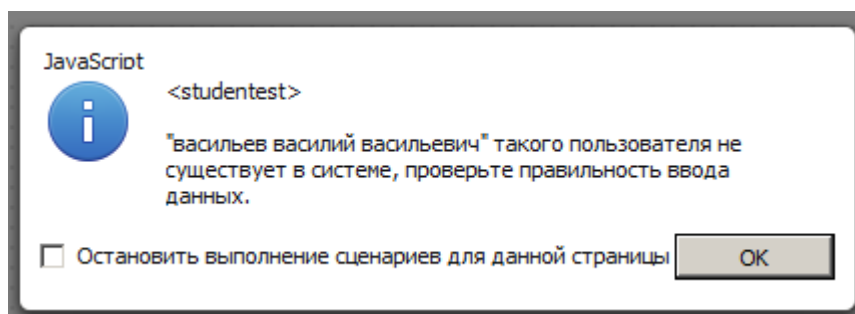 JavaScript
<studentest>
"васильев василий васильевич" такого пользователя не
существует в системе, проверьте правильность ввода
данных.
Остановить выполнение сценариев для данной страницы
OK